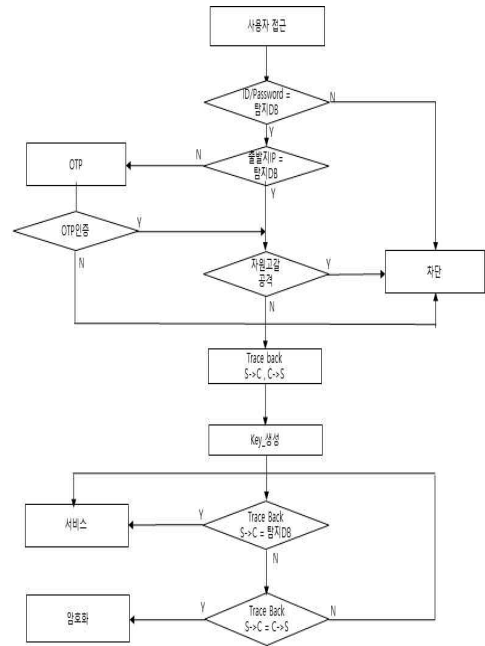 사용자 접근
ID/Password =
탐지DB
N
Y
출발지IP =
탐지DB
N
OTP
Y
OTP인증
Y
N
자원고갈
공격
Y
차단
N
Trace back
S->C , C->S
Key_생성
Trace Back
S->C = 탐지DB
Y
서비스
N
Trace Back
S->C = C->S
Y
N
암호화